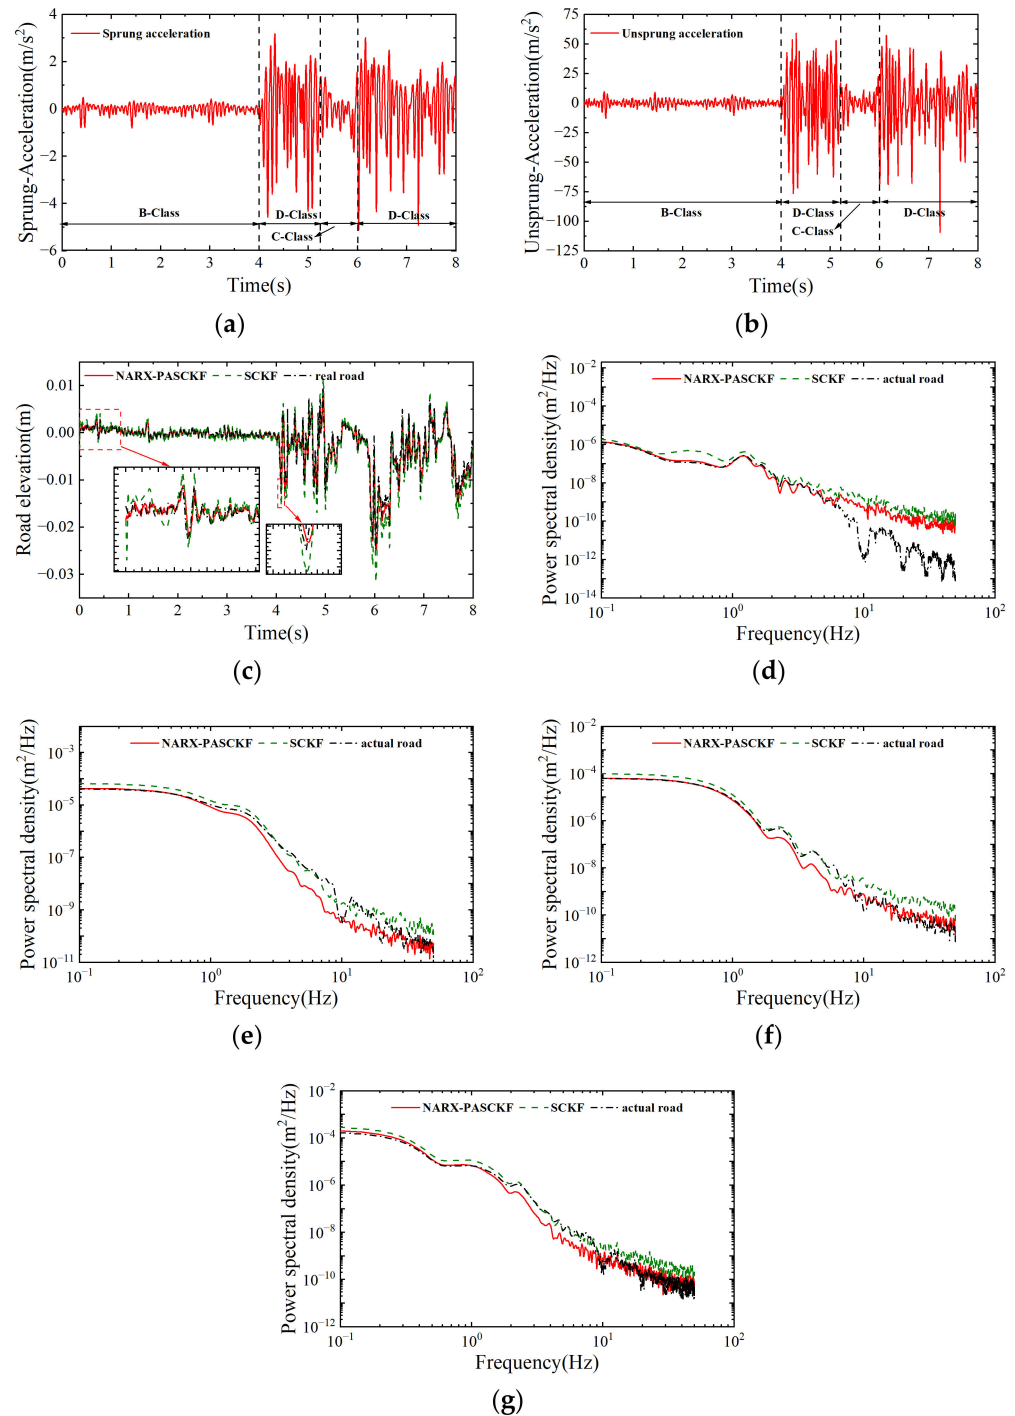 Sprung acceleration
Sprung-Acceleration(m/s²)
4
2
0
−2
−4
−6
B-Class
D-Class
C-Class
D-Class
0 1 2 3 4 5 6 7 8
Time(s)
(a)
Unsprung acceleration
Unsprung-Acceleration(m/s²)
75
50
25
0
−25
−50
−75
−100
−125
B-Class
D-Class
C-Class
D-Class
0 1 2 3 4 5 6 7 8
Time(s)
(b)
NARX-PASCKF SCKF real road
Road elevation(m)
0.01
0.00
−0.01
−0.02
−0.03
0 1 2 3 4 5 6 7 8
Time(s)
(c)
NARX-PASCKF SCKF actual road
Power spectral density(m²/Hz)
10⁻²
10⁻⁴
10⁻⁶
10⁻⁸
10⁻¹⁰
10⁻¹²
10⁻¹⁴
10⁻¹ 10⁰ 10¹ 10²
Frequency(Hz)
(d)
NARX-PASCKF SCKF actual road
Power spectral density(m²/Hz)
10⁻³
10⁻⁵
10⁻⁷
10⁻⁹
10⁻¹¹
10⁻¹ 10⁰ 10¹ 10²
Frequency(Hz)
(e)
NARX-PASCKF SCKF actual road
Power spectral density(m²/Hz)
10⁻²
10⁻⁴
10⁻⁶
10⁻⁸
10⁻¹⁰
10⁻¹²
10⁻¹ 10⁰ 10¹ 10²
Frequency(Hz)
(f)
NARX-PASCKF SCKF actual road
Power spectral density(m²/Hz)
10⁻²
10⁻⁴
10⁻⁶
10⁻⁸
10⁻¹⁰
10⁻¹²
10⁻¹ 10⁰ 10¹ 10²
Frequency(Hz)
(g)